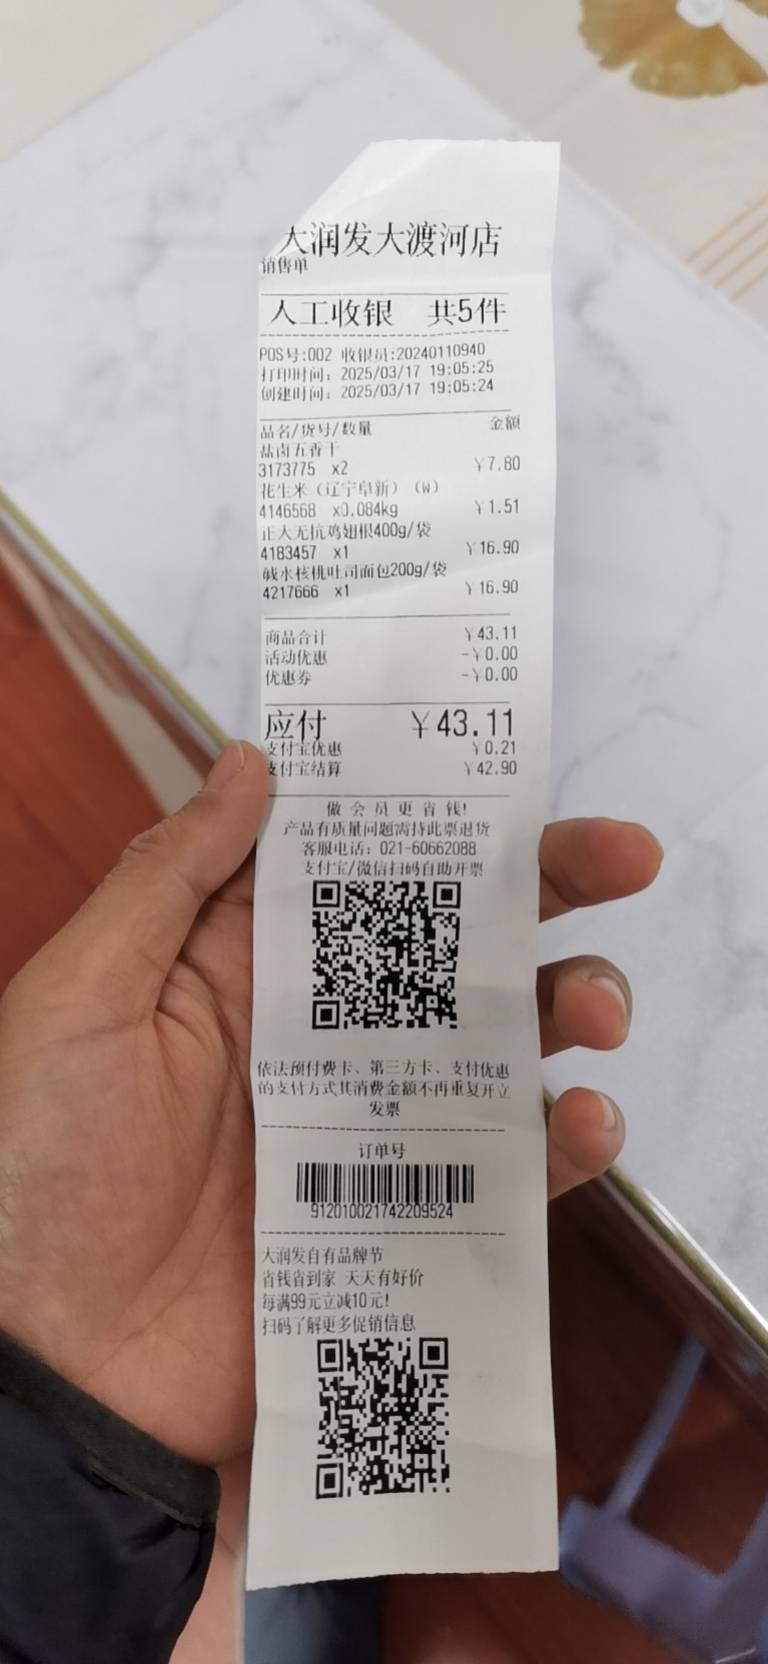 大润发大渡河店
销售单
人工收银 共5件
POS号:002 收银员:20240110940
打印时间: 2025/03/17 19:05:25
创建时间: 2025/03/17 19:05:24
品名/货号/数量 金额
盐卤五香干
3173775 x2 ￥7.80
花生米（辽宁阜新）（W）
4146568 x0.084kg ￥1.51
正大无抗鸡翅根400g/袋
4183457 x1 ￥16.90
碱水核桃吐司面包200g/袋
4217666 x1 ￥16.90
商品合计 ￥43.11
活动优惠 -￥0.00
优惠券 -￥0.00
应付 ￥43.11
支付宝优惠 ￥0.21
支付宝结算 ￥42.90
做会员更省钱!
产品有质量问题需持此票退货
客服电话: 021-60662088
支付宝/微信扫码自助开票
依法预付费卡、第三方卡、支付优惠
的支付方式其消费金额不再重复开立
发票
订单号
912010021742209524
大润发自有品牌节
省钱省到家 天天有好价
每满99元立减10元!
扫码了解更多促销信息